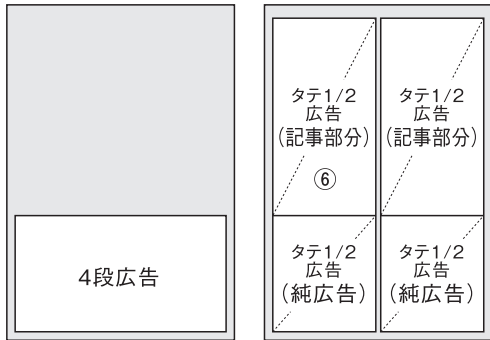 4段広告
タテ1/2
広告
(記事部分)
⑥
タテ1/2
広告
(記事部分)
タテ1/2
広告
(純広告)
タテ1/2
広告
(純広告)